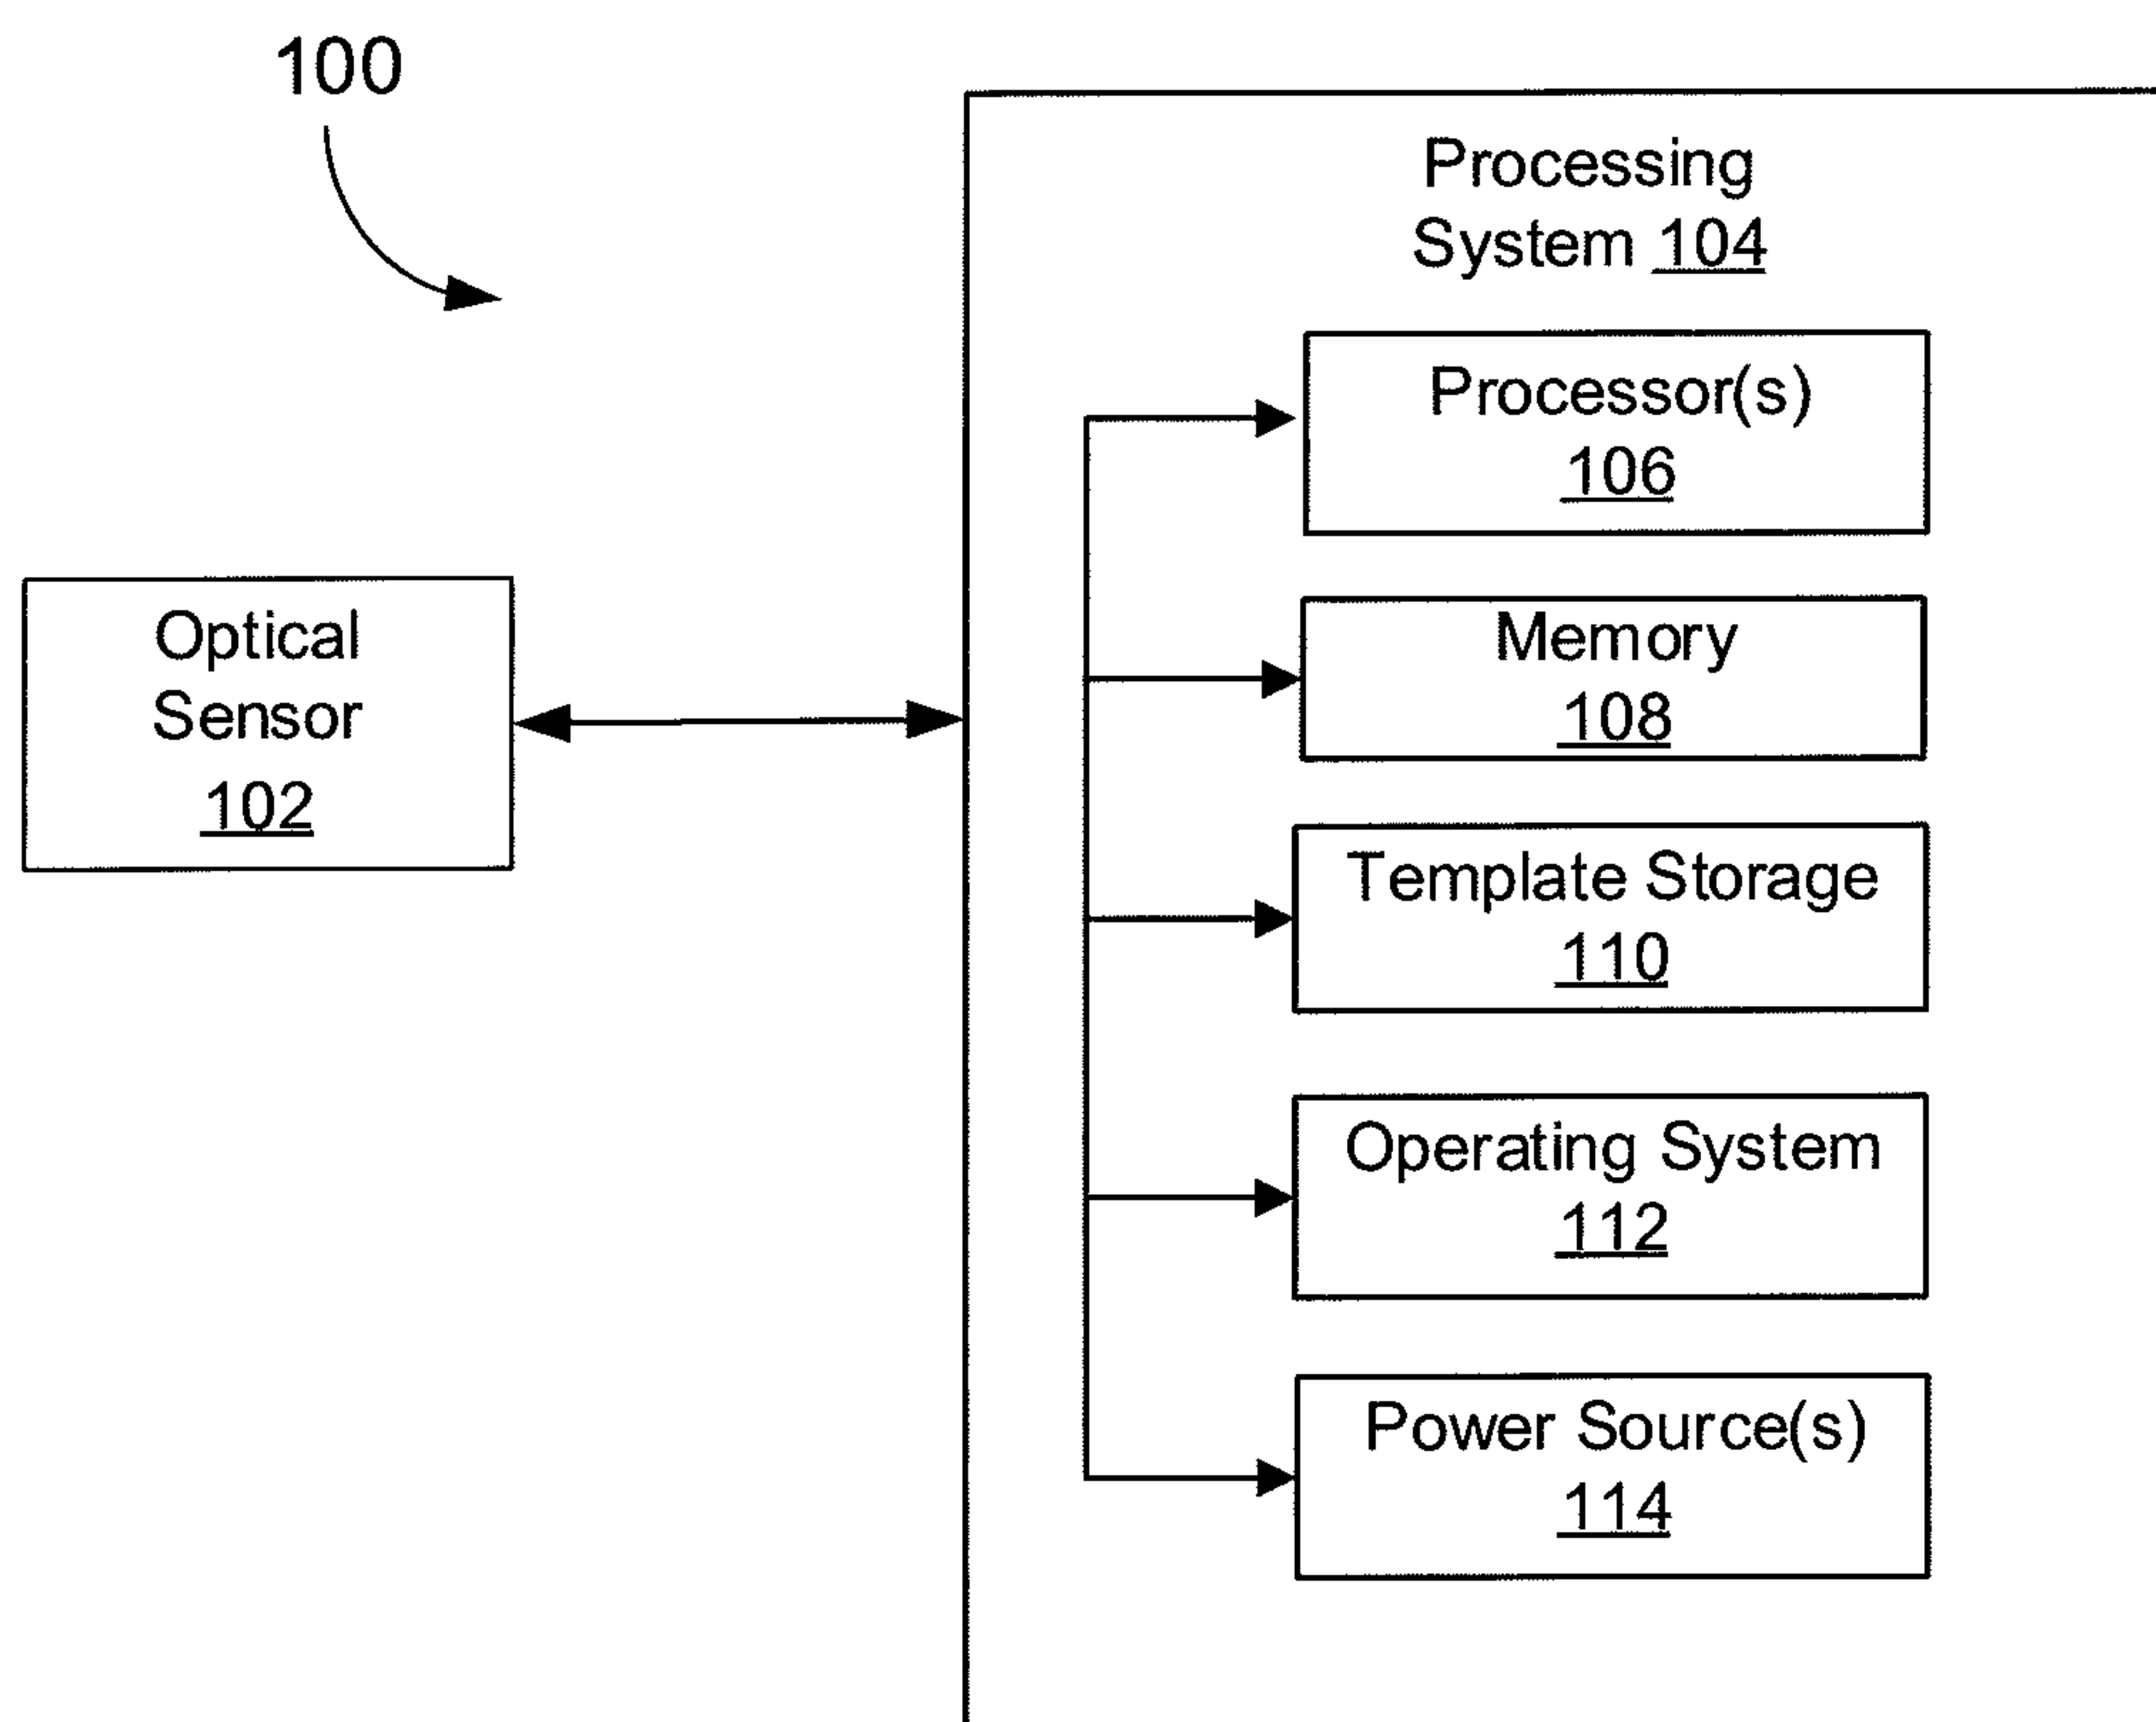 100
Processing
System 104
Processor(s)
106
Optical
Sensor
102
Memory
108
Template Storage
110
Operating System
112
Power Source(s)
114